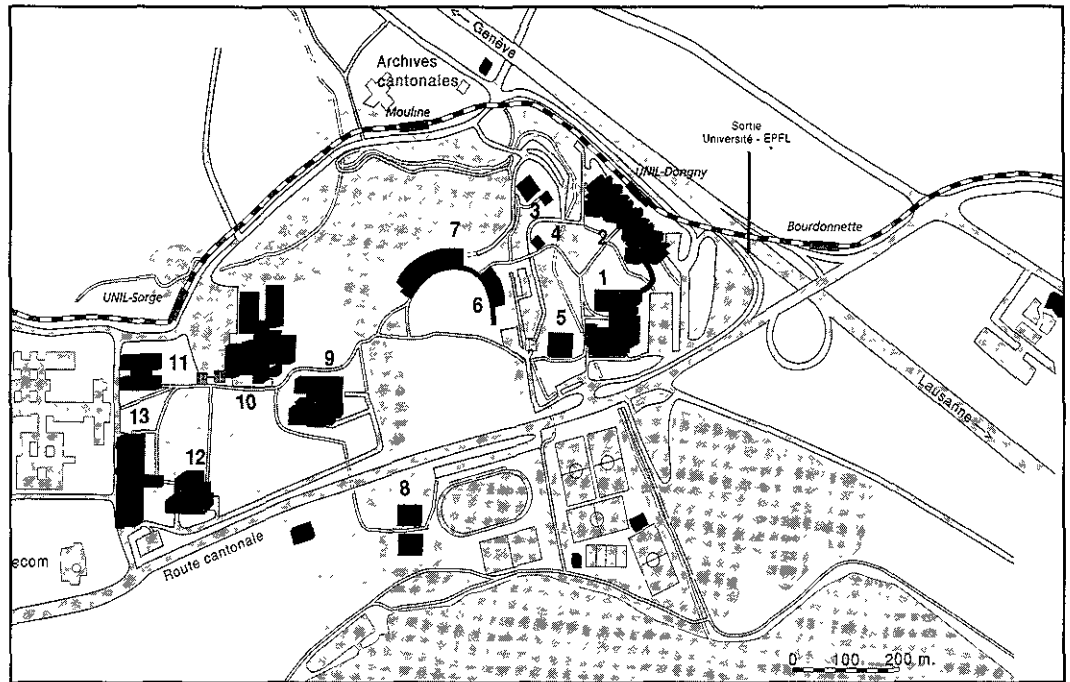 Genève
Archives
cantonales
Mouline
Sortie
Université - EPFL
UNIL-Dorigny
Bourdonnette
3
7
4
2
UNIL-Sorge
1
6
5
11
9
10
Lausanne
13
12
8
Route cantonale
ecom
0 100 200 m.